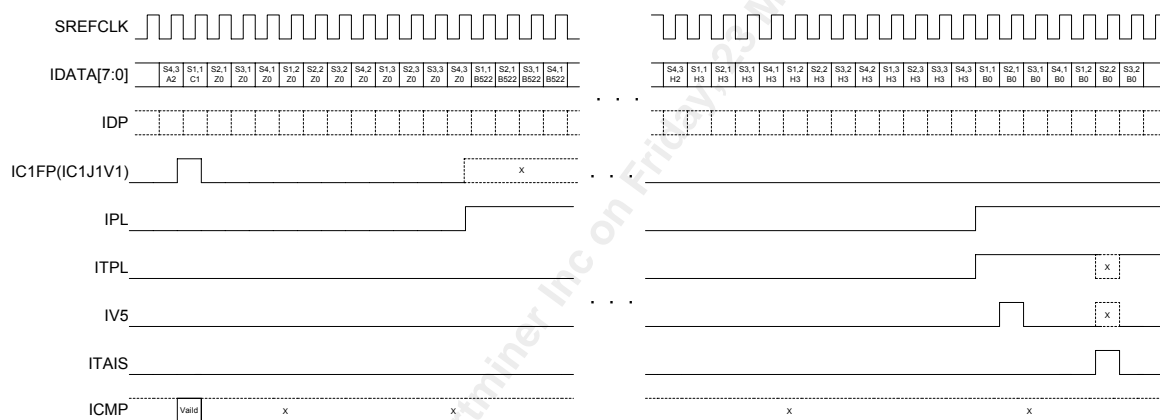 SREFCLK
IDATA[7:0] S4,3 S1,1 S2,1 S3,1 S4,1 S1,2 S2,2 S3,2 S4,2 S1,3 S2,3 S3,3 S4,3 S1,1 S2,1 S3,1 S4,1 S4,3 S1,1 S2,1 S3,1 S4,1 S1,2 S2,2 S3,2 S4,2 S1,3 S2,3 S3,3 S4,3 S1,1 S2,1 S3,1 S4,1 S1,2 S2,2 S3,2
A2 C1 Z0 Z0 Z0 Z0 Z0 Z0 Z0 Z0 Z0 Z0 Z0 B522 B522 B522 B522 H2 H3 H3 H3 H3 H3 H3 H3 H3 H3 H3 H3 H3 B0 B0 B0 B0 B0 B0 B0
. . .
IDP
IC1FP(IC1J1V1) x . . .
IPL
ITPL x
. . .
IV5 x
ITAIS
ICMP Vaild x x x x
tminer Inc on Friday, 23 M